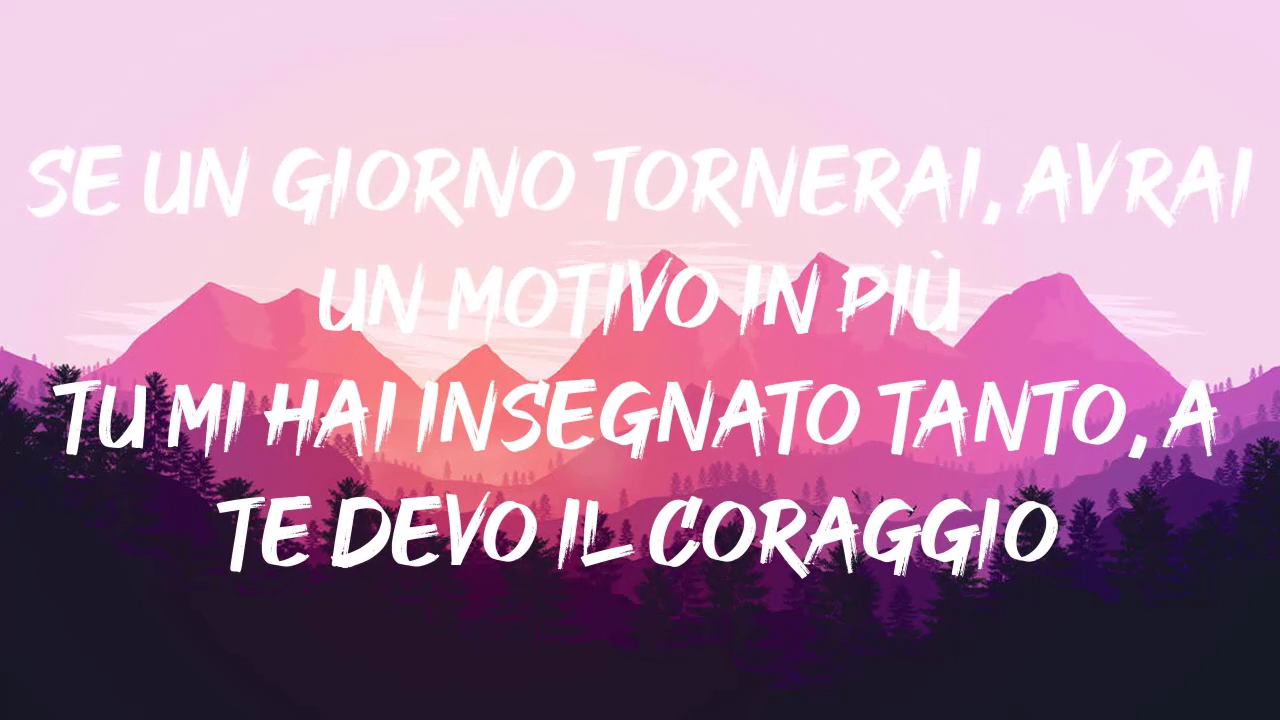 SE UN GIORNO TORNERAI, AVRAI
UN MOTIVO IN PIÙ
TU MI HAI INSEGNATO TANTO, A
TE DEVO IL CORAGGIO